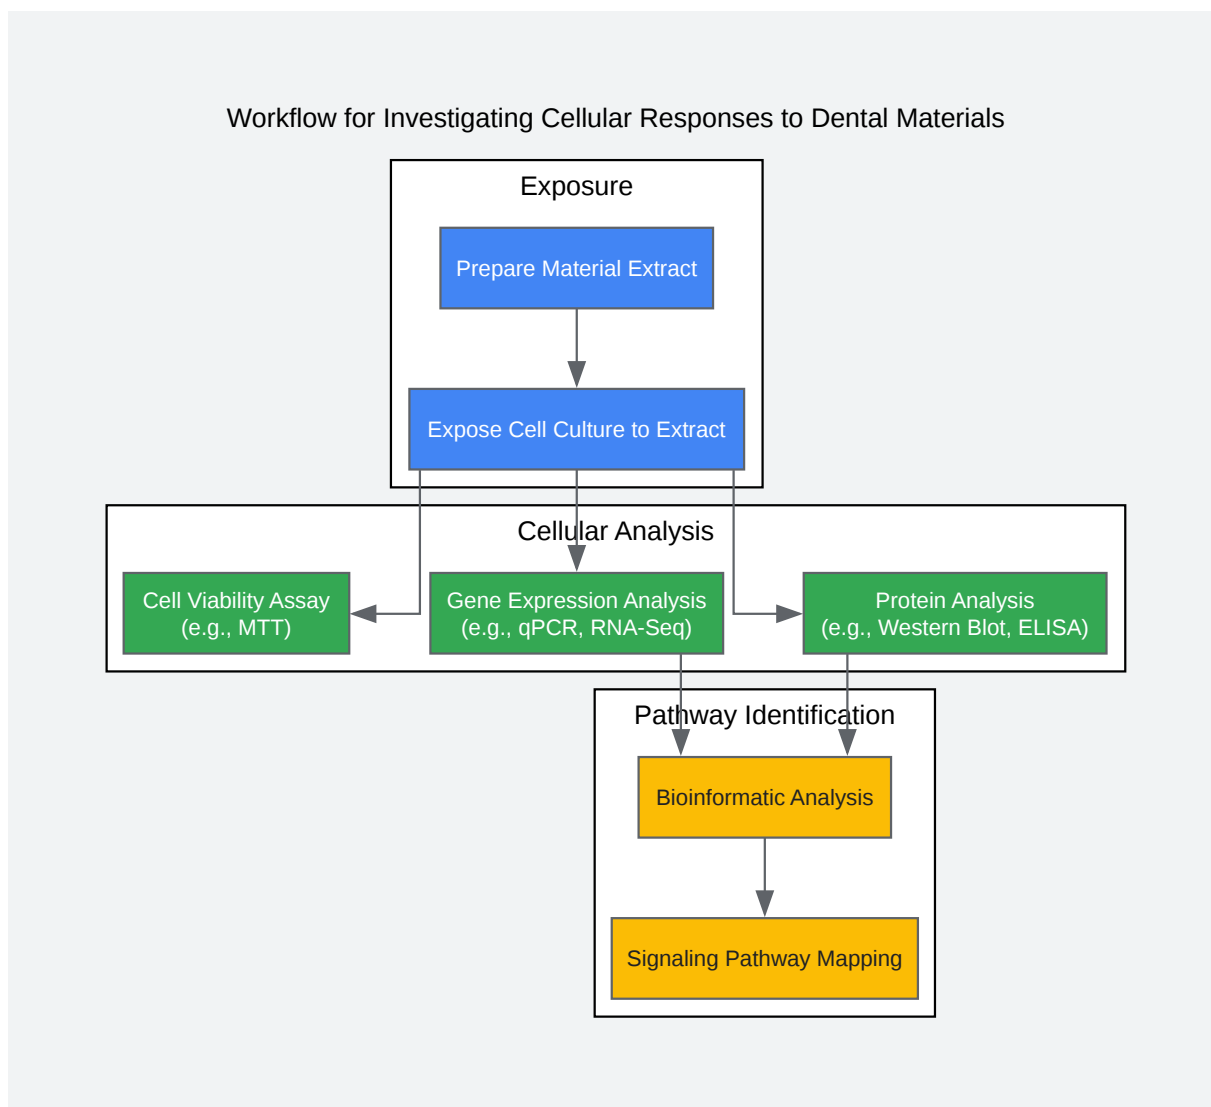 Workflow for Investigating Cellular Responses to Dental Materials
Exposure
Prepare Material Extract
Expose Cell Culture to Extract
Cellular Analysis
Cell Viability Assay
(e.g., MTT)
Gene Expression Analysis
(e.g., qPCR, RNA-Seq)
Protein Analysis
(e.g., Western Blot, ELISA)
Pathway Identification
Bioinformatic Analysis
Signaling Pathway Mapping